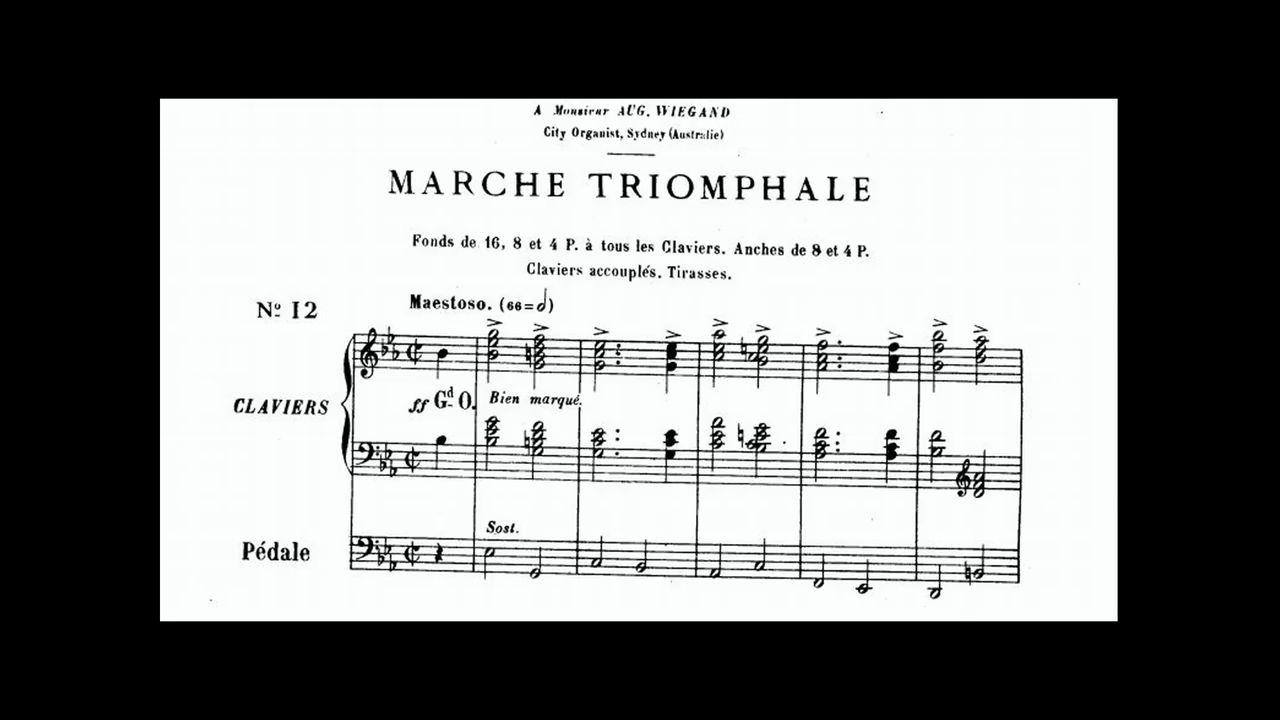 A Monsieur AUG. WIEGAND
City Organist, Sydney (Australie)
MARCHE TRIOMPHALE
Fonds de 16, 8 et 4 P. à tous les Claviers. Anches de 8 et 4 P.
Claviers accouplés. Tirasses.
Nº 12
Maestoso. (66=𝅗𝅥)
CLAVIERS
ff Gd O.
Bien marqué.
Sost.
Pédale